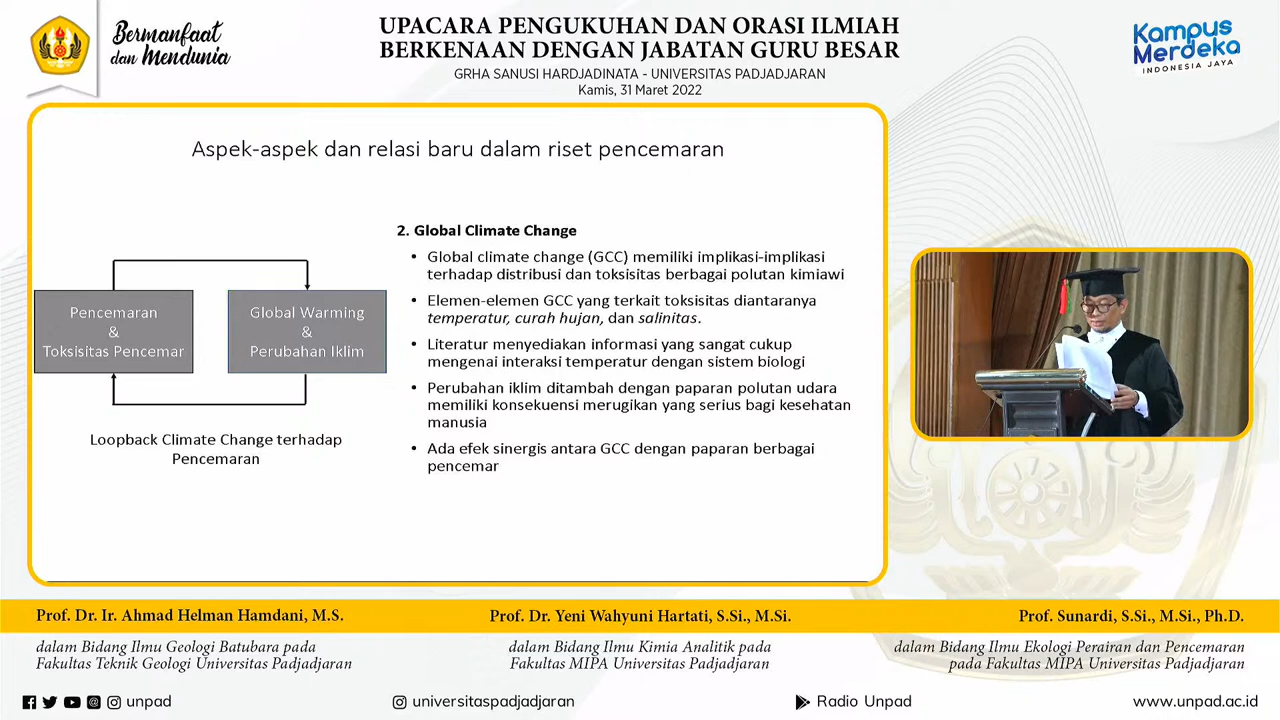 Bermanfaat
dan Mendunia
UPACARA PENGUKUHAN DAN ORASI ILMIAH
BERKENAAN DENGAN JABATAN GURU BESAR
GRHA SANUSI HARDJADINATA - UNIVERSITAS PADJADJARAN
Kamis, 31 Maret 2022
Kampus
Merdeka
INDONESIA JAYA
Aspek-aspek dan relasi baru dalam riset pencemaran
Pencemaran
&
Toksisitas Pencemar
Global Warming
&
Perubahan Iklim
Loopback Climate Change terhadap
Pencemaran
2. Global Climate Change
• Global climate change (GCC) memiliki implikasi-implikasi
terhadap distribusi dan toksisitas berbagai polutan kimiawi
• Elemen-elemen GCC yang terkait toksisitas diantaranya
temperatur, curah hujan, dan salinitas.
• Literatur menyediakan informasi yang sangat cukup
mengenai interaksi temperatur dengan sistem biologi
• Perubahan iklim ditambah dengan paparan polutan udara
memiliki konsekuensi merugikan yang serius bagi kesehatan
manusia
• Ada efek sinergis antara GCC dengan paparan berbagai
pencemar
Prof. Dr. Ir. Ahmad Helman Hamdani, M.S.
dalam Bidang Ilmu Geologi Batubara pada
Fakultas Teknik Geologi Universitas Padjadjaran
Prof. Dr. Yeni Wahyuni Hartati, S.Si., M.Si.
dalam Bidang Ilmu Kimia Analitik pada
Fakultas MIPA Universitas Padjadjaran
Prof. Sunardi, S.Si., M.Si., Ph.D.
dalam Bidang Ilmu Ekologi Perairan dan Pencemaran
pada Fakultas MIPA Universitas Padjadjaran
unpad
universitaspadjadjaran
Radio Unpad
www.unpad.ac.id